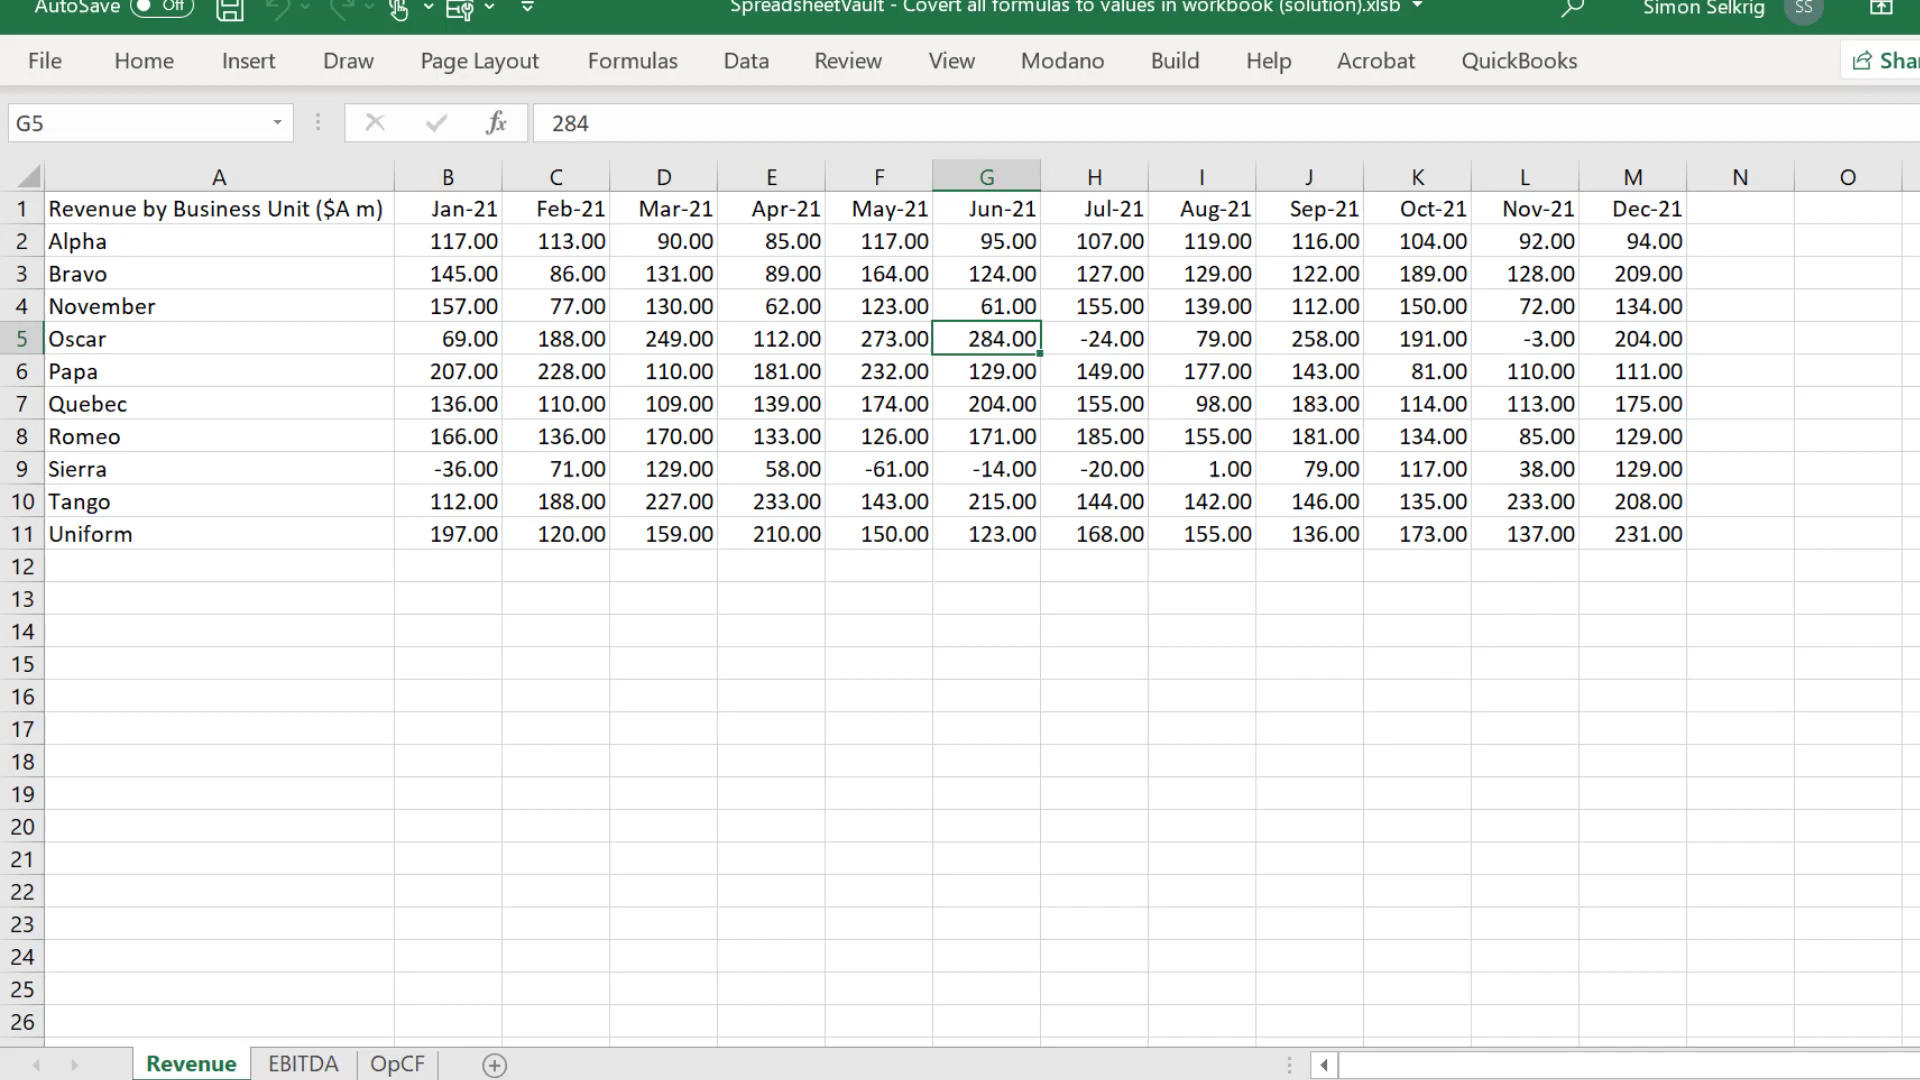 AutoSave Off SpreadsheetVault - Covert all formulas to values in workbook (solution).xlsb Simon Selkrig SS
File Home Insert Draw Page Layout Formulas Data Review View Modano Build Help Acrobat QuickBooks Shar
G5 fx 284
A B C D E F G H I J K L M N O
1 Revenue by Business Unit ($A m) Jan-21 Feb-21 Mar-21 Apr-21 May-21 Jun-21 Jul-21 Aug-21 Sep-21 Oct-21 Nov-21 Dec-21
2 Alpha 117.00 113.00 90.00 85.00 117.00 95.00 107.00 119.00 116.00 104.00 92.00 94.00
3 Bravo 145.00 86.00 131.00 89.00 164.00 124.00 127.00 129.00 122.00 189.00 128.00 209.00
4 November 157.00 77.00 130.00 62.00 123.00 61.00 155.00 139.00 112.00 150.00 72.00 134.00
5 Oscar 69.00 188.00 249.00 112.00 273.00 284.00 -24.00 79.00 258.00 191.00 -3.00 204.00
6 Papa 207.00 228.00 110.00 181.00 232.00 129.00 149.00 177.00 143.00 81.00 110.00 111.00
7 Quebec 136.00 110.00 109.00 139.00 174.00 204.00 155.00 98.00 183.00 114.00 113.00 175.00
8 Romeo 166.00 136.00 170.00 133.00 126.00 171.00 185.00 155.00 181.00 134.00 85.00 129.00
9 Sierra -36.00 71.00 129.00 58.00 -61.00 -14.00 -20.00 1.00 79.00 117.00 38.00 129.00
10 Tango 112.00 188.00 227.00 233.00 143.00 215.00 144.00 142.00 146.00 135.00 233.00 208.00
11 Uniform 197.00 120.00 159.00 210.00 150.00 123.00 168.00 155.00 136.00 173.00 137.00 231.00
12
13
14
15
16
17
18
19
20
21
22
23
24
25
26
Revenue EBITDA OpCF